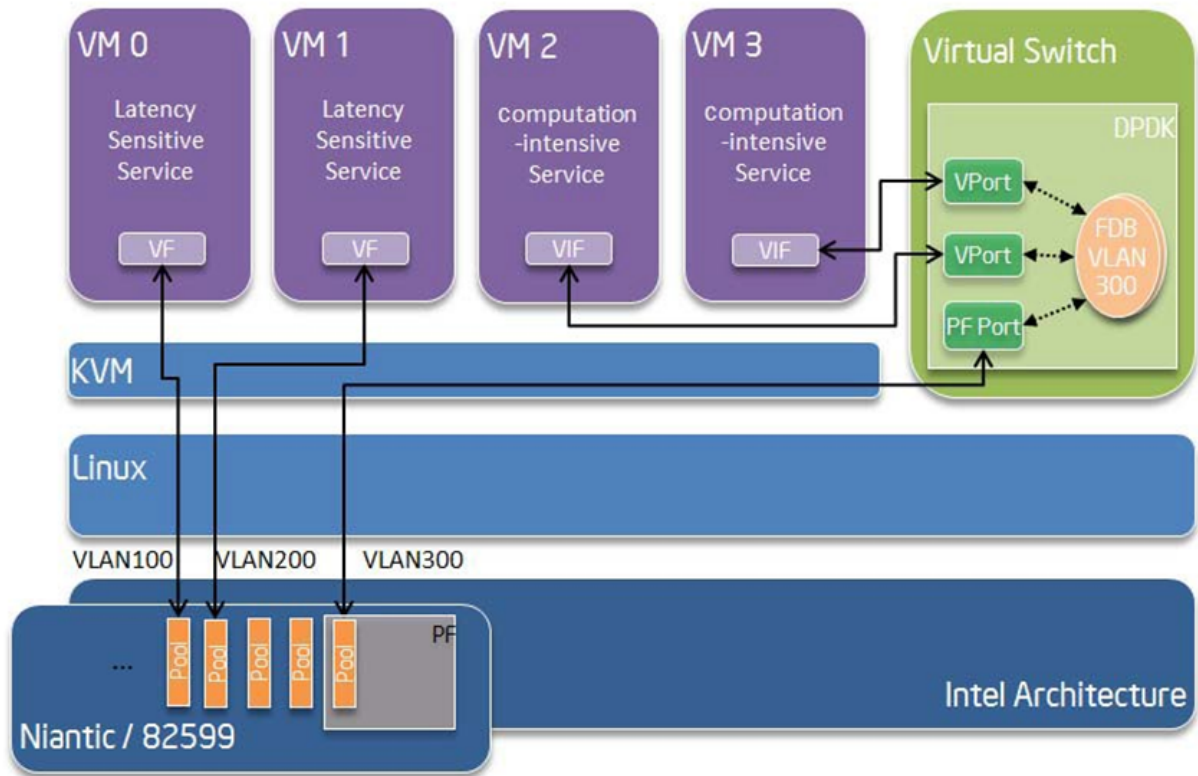 VM 0
Latency
Sensitive
Service
VF
VM 1
Latency
Sensitive
Service
VF
VM 2
computation
-intensive
Service
VIF
VM 3
computation
-intensive
Service
VIF
Virtual Switch
DPDK
VPort
VPort
PF Port
FDB
VLAN
300
KVM
Linux
VLAN100
VLAN200
VLAN300
...
Pool
Pool
Pool
Pool
Pool
PF
Niantic / 82599
Intel Architecture